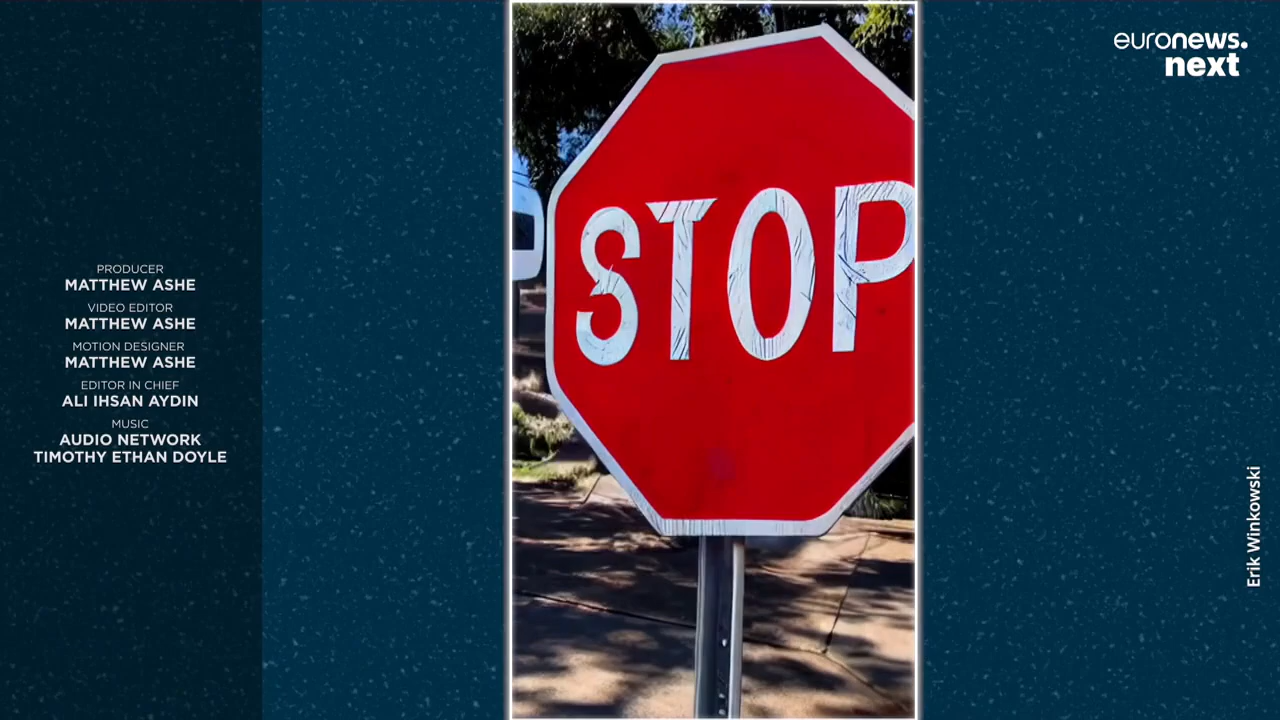 euronews.
next
STOP
PRODUCER
MATTHEW ASHE
VIDEO EDITOR
MATTHEW ASHE
MOTION DESIGNER
MATTHEW ASHE
EDITOR IN CHIEF
ALI IHSAN AYDIN
MUSIC
AUDIO NETWORK
TIMOTHY ETHAN DOYLE
Erik Winkowski